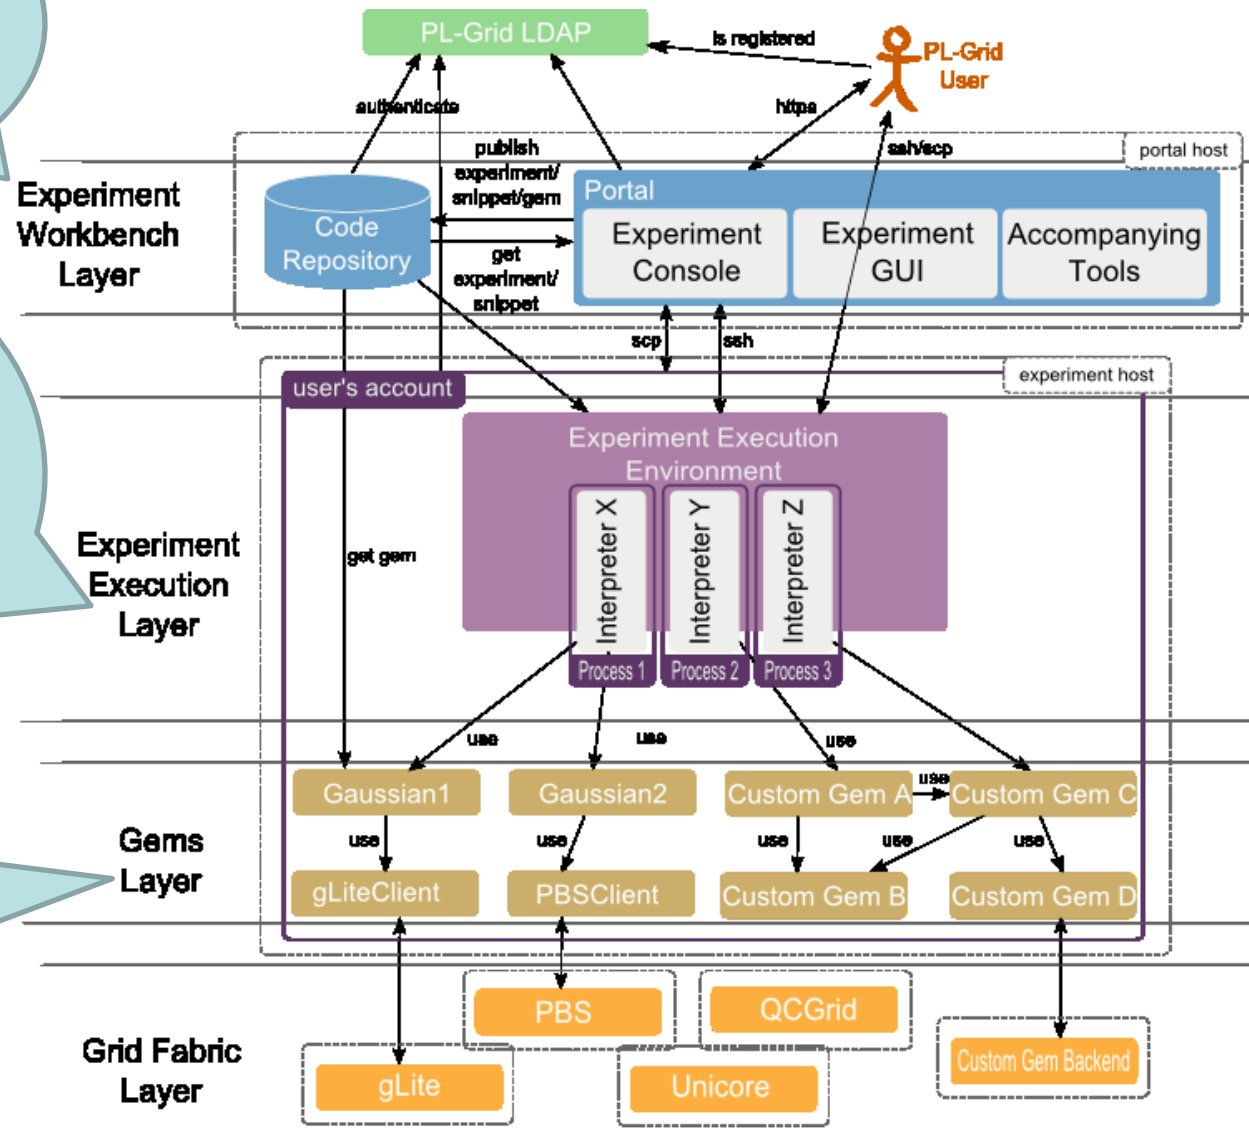 PL-Grid LDAP
is registered
PL-Grid
User
authenticate
https
ssh/scp
portal host
publish
experiment/
snippet/gem
Experiment
Workbench
Layer
Code
Repository
get
experiment/
snippet
Portal
Experiment
Console
Experiment
GUI
Accompanying
Tools
scp
ssh
user's account
experiment host
Experiment Execution
Environment
Interpreter X
Interpreter Y
Interpreter Z
Process 1
Process 2
Process 3
get gem
Experiment
Execution
Layer
use
use
use
Gaussian1
Gaussian2
Custom Gem A
use
Custom Gem C
Gems
Layer
use
use
use
use
use
gLiteClient
PBSClient
Custom Gem B
Custom Gem D
Grid Fabric
Layer
PBS
QCGrid
gLite
Unicore
Custom Gem Backend